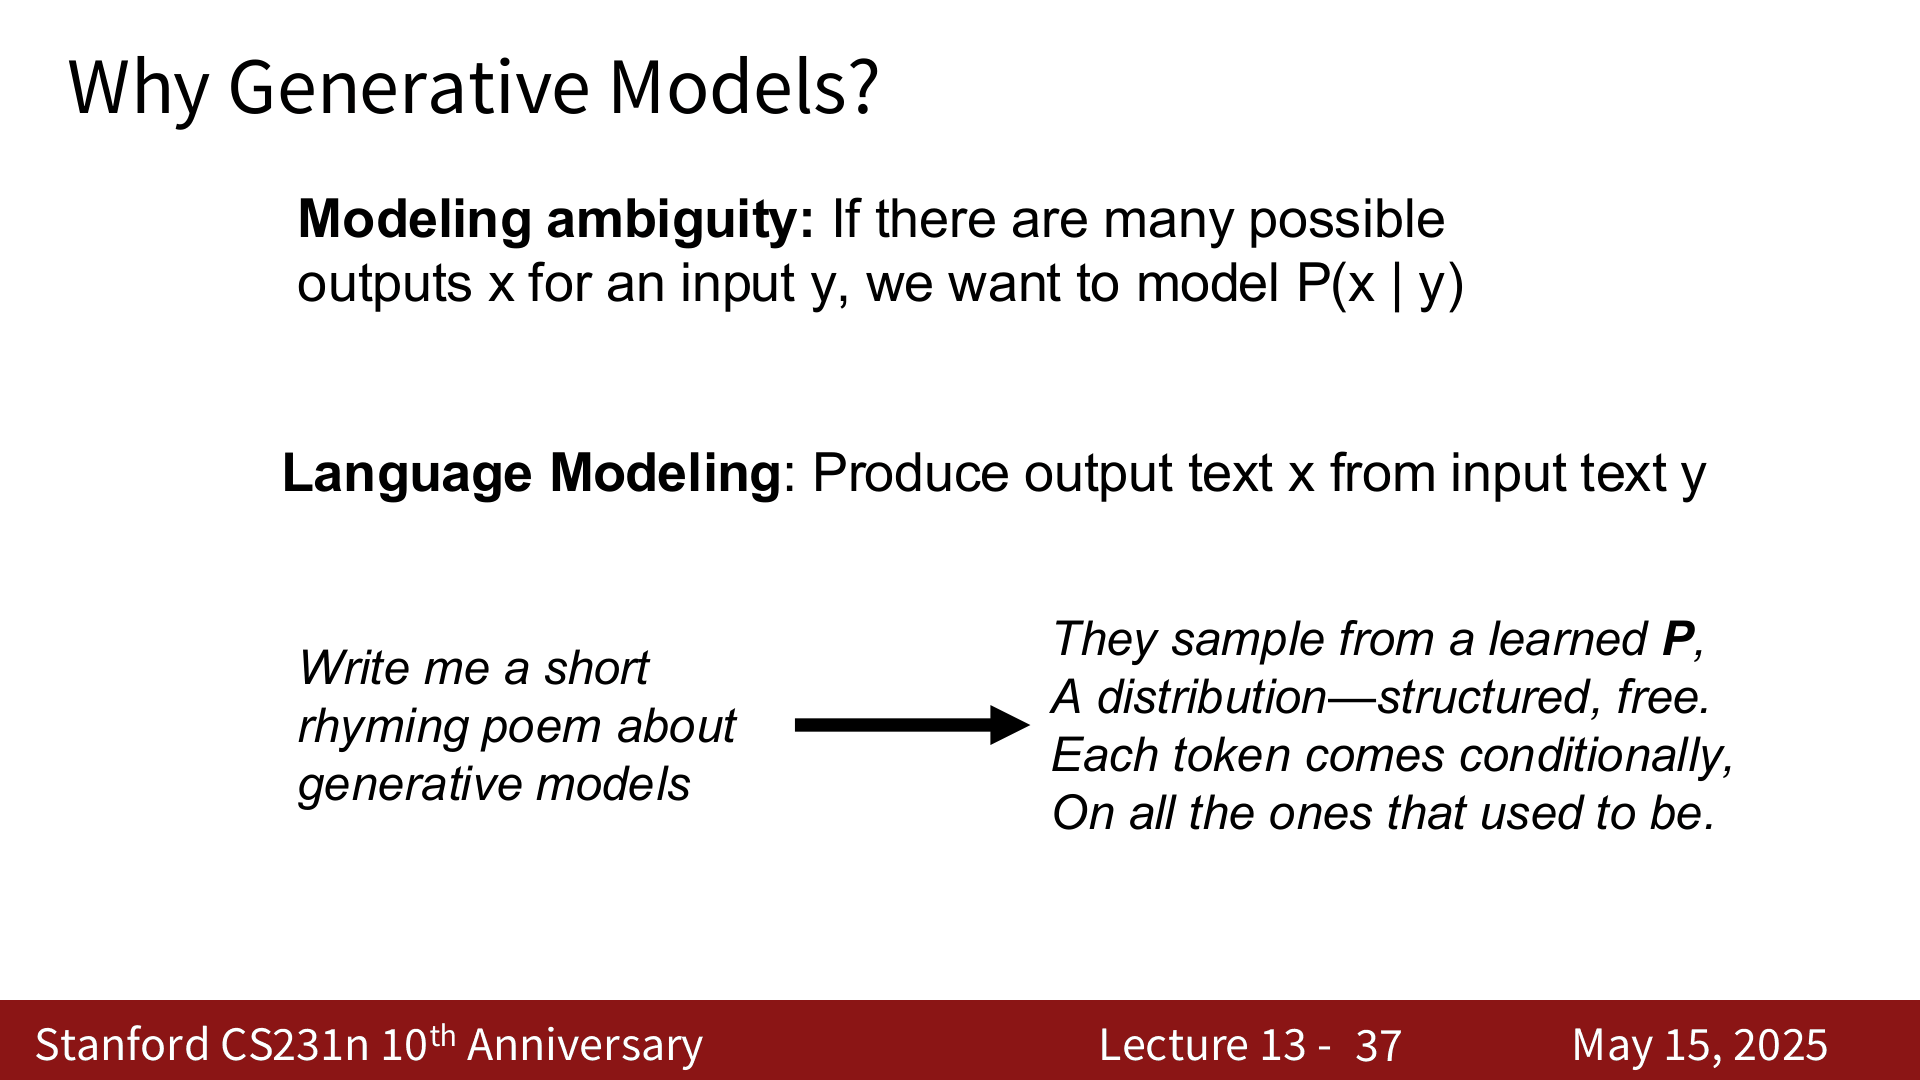 Why Generative Models?
Modeling ambiguity: If there are many possible
outputs x for an input y, we want to model P(x | y)
Language Modeling: Produce output text x from input text y
Write me a short
rhyming poem about
generative models
They sample from a learned P,
A distribution—structured, free.
Each token comes conditionally,
On all the ones that used to be.
Stanford CS231n 10th Anniversary
Lecture 13 - 37
May 15, 2025